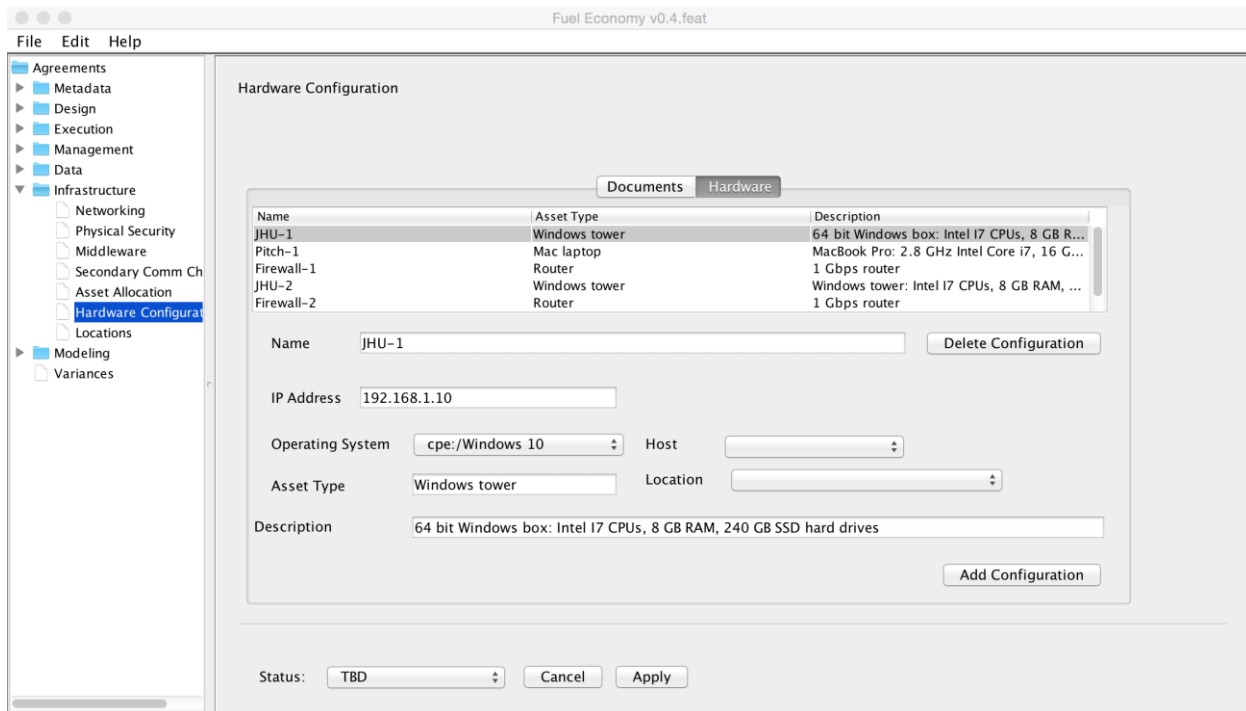 Fuel Economy v0.4.feat
File Edit Help
Agreements
Metadata
Design
Execution
Management
Data
Infrastructure
Networking
Physical Security
Middleware
Secondary Comm Ch
Asset Allocation
Hardware Configurat
Locations
Modeling
Variances
Hardware Configuration
Documents Hardware
Name Asset Type Description
JHU-1 Windows tower 64 bit Windows box: Intel I7 CPUs, 8 GB R...
Pitch-1 Mac laptop MacBook Pro: 2.8 GHz Intel Core i7, 16 G...
Firewall-1 Router 1 Gbps router
JHU-2 Windows tower Windows tower: Intel I7 CPUs, 8 GB RAM, ...
Firewall-2 Router 1 Gbps router
Name JHU-1 Delete Configuration
IP Address 192.168.1.10
Operating System cpe:/Windows 10 Host
Asset Type Windows tower Location
Description 64 bit Windows box: Intel I7 CPUs, 8 GB RAM, 240 GB SSD hard drives
Add Configuration
Status: TBD Cancel Apply